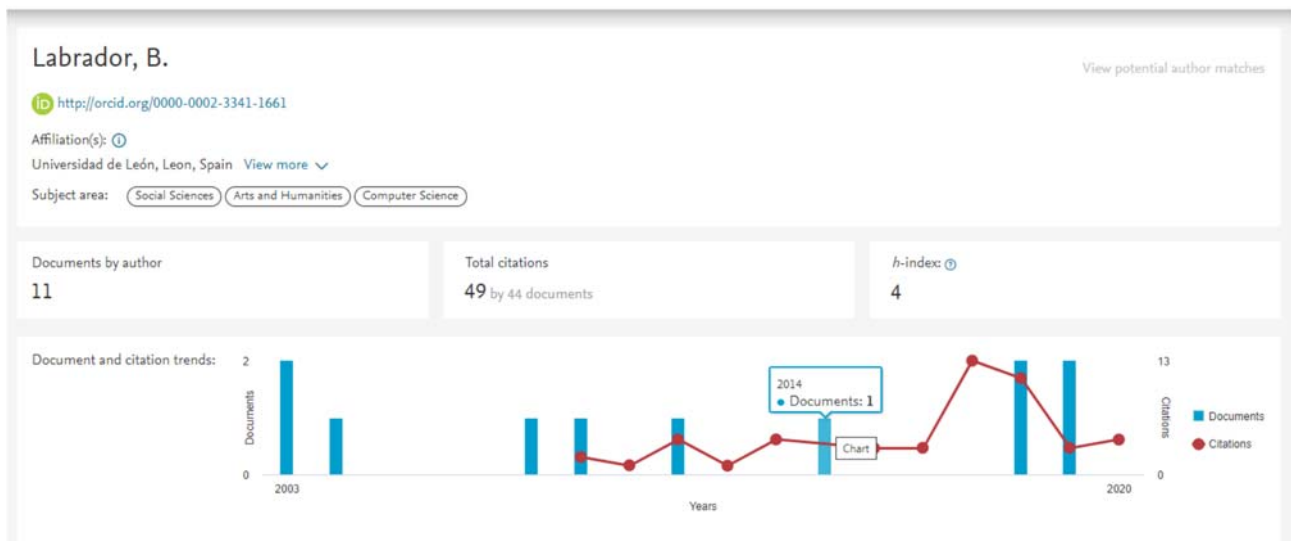 Labrador, B.
View potential author matches
iD http://orcid.org/0000-0002-3341-1661
Affiliation(s):
Universidad de León, Leon, Spain View more
Subject area: Social Sciences Arts and Humanities Computer Science
Documents by author
11
Total citations
49 by 44 documents
h-index:
4
Document and citation trends:
2
Documents
0
2014
Documents: 1
Chart
13
Citations
0
Documents
Citations
2003
2020
Years